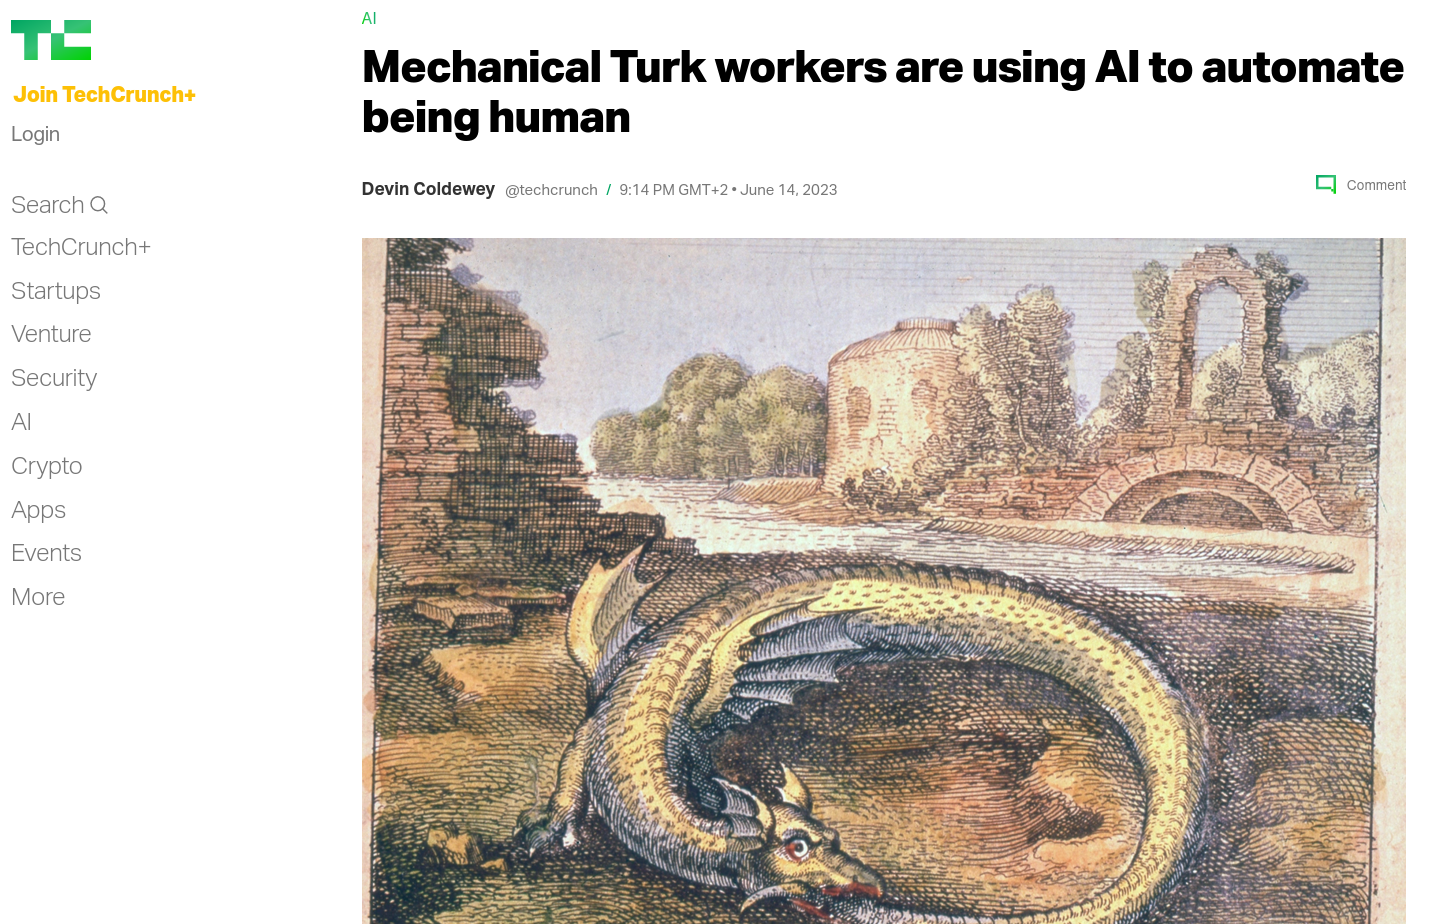 TC
Join TechCrunch+
Login
Search
TechCrunch+
Startups
Venture
Security
AI
Crypto
Apps
Events
More
AI
Mechanical Turk workers are using AI to automate
being human
Devin Coldewey @techcrunch / 9:14 PM GMT+2 • June 14, 2023
Comment